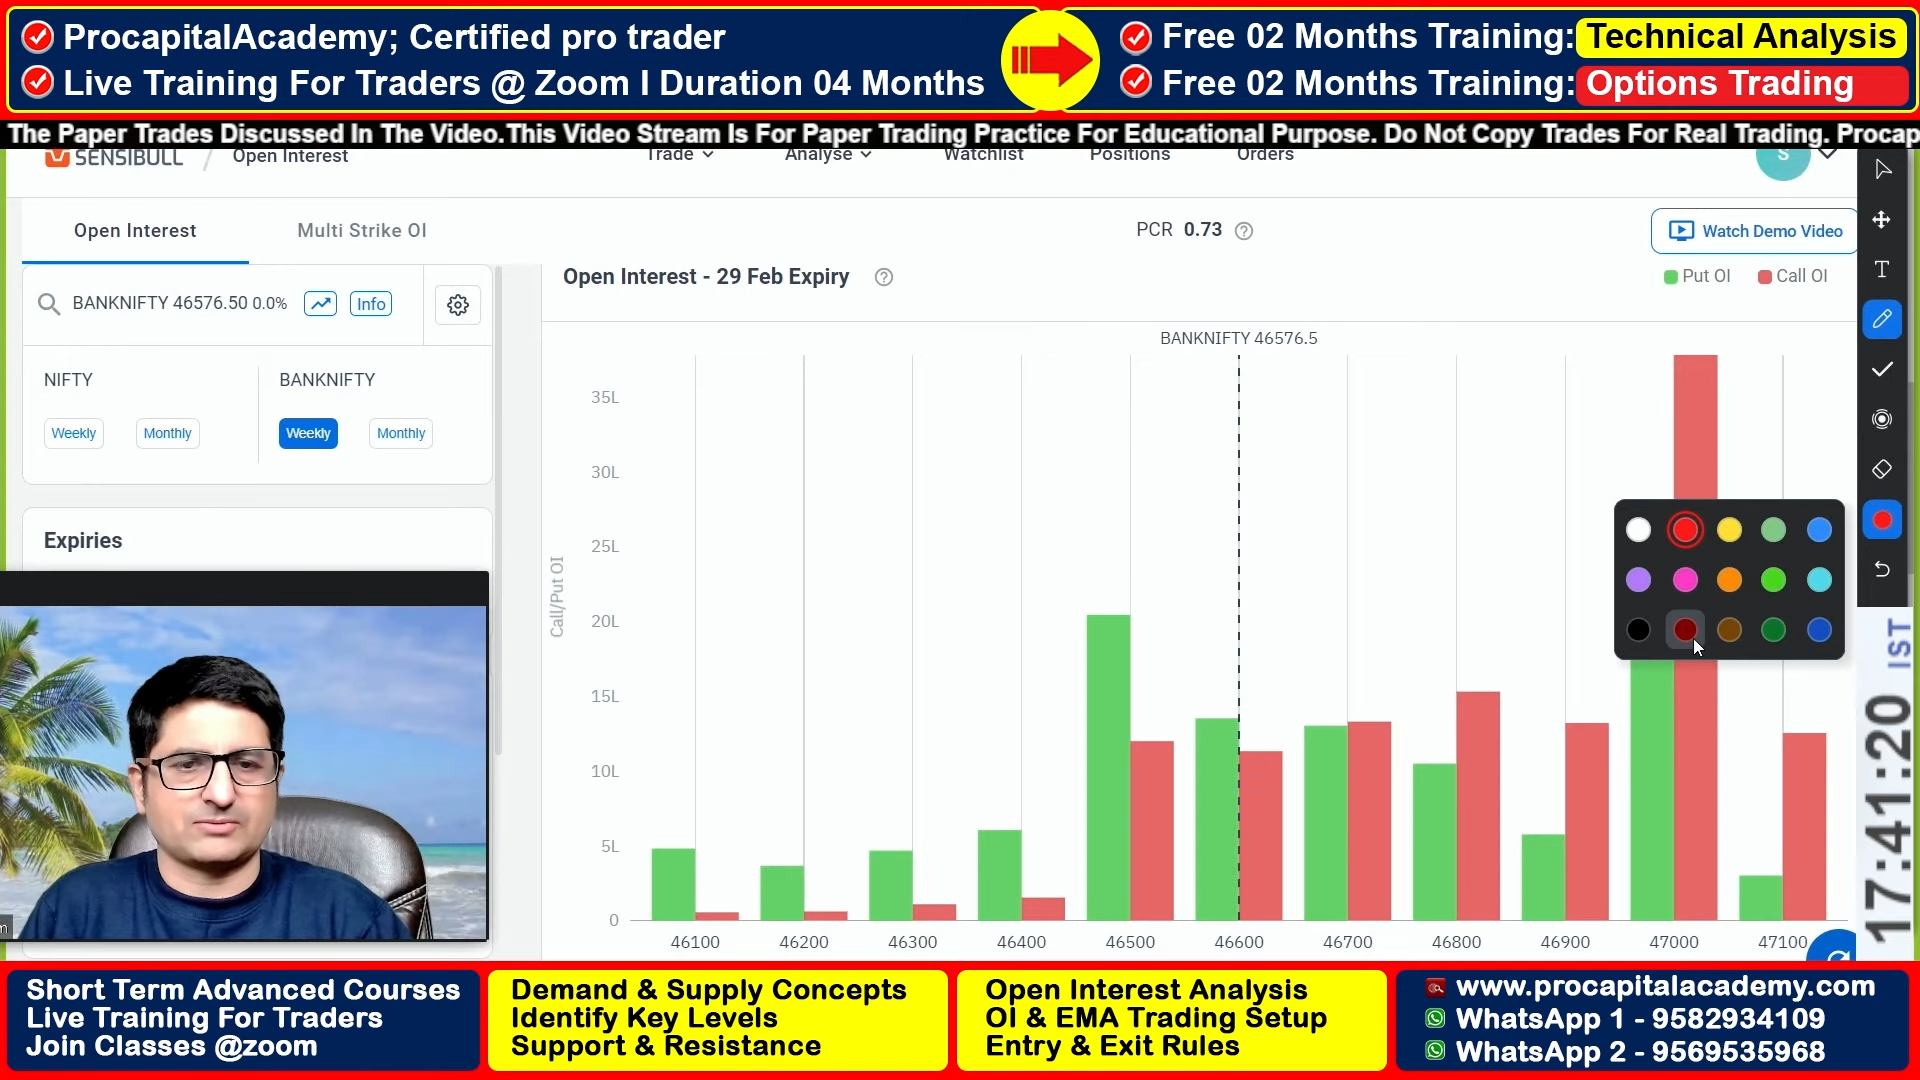 ProcapitalAcademy; Certified pro trader
Live Training For Traders @ Zoom I Duration 04 Months
Free 02 Months Training: Technical Analysis
Free 02 Months Training: Options Trading
The Paper Trades Discussed In The Video. This Video Stream Is For Paper Trading Practice For Educational Purpose. Do Not Copy Trades For Real Trading. Procap
SENSIBULL / Open Interest
Trade
Analyse
Watchlist
Positions
Orders
S
Open Interest
Multi Strike OI
PCR 0.73
Watch Demo Video
BANKNIFTY 46576.50 0.0%
Info
Open Interest - 29 Feb Expiry
Put OI
Call OI
NIFTY
BANKNIFTY
Weekly
Monthly
Weekly
Monthly
Expiries
BANKNIFTY 46576.5
Call/Put OI
35L
30L
25L
20L
15L
10L
5L
0
46100
46200
46300
46400
46500
46600
46700
46800
46900
47000
47100
T
17:41:20 IST
m
Short Term Advanced Courses
Live Training For Traders
Join Classes @zoom
Demand & Supply Concepts
Identify Key Levels
Support & Resistance
Open Interest Analysis
OI & EMA Trading Setup
Entry & Exit Rules
www.procapitalacademy.com
WhatsApp 1 - 9582934109
WhatsApp 2 - 9569535968